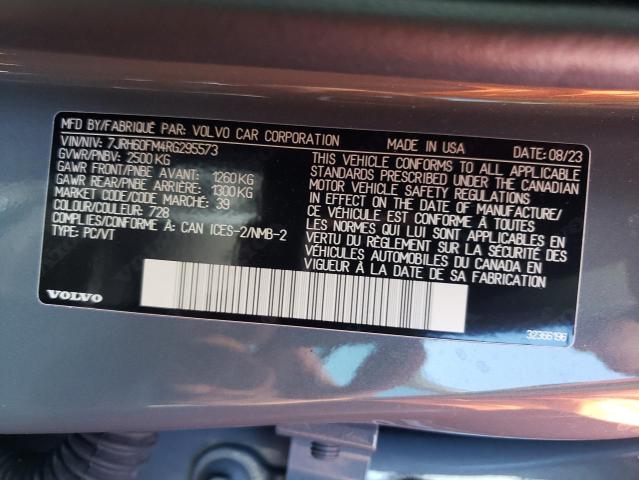 MFD BY/FABRIQUÉ PAR: VOLVO CAR CORPORATION MADE IN USA DATE: 08/23
VIN/NIV: 7JRH60FM4RG295573
GVWR/PNBV: 2500 KG
GAWR FRONT/PNBE AVANT: 1260 KG
GAWR REAR/PNBE ARRIÈRE: 1300 KG
MARKET CODE/CODE MARCHE: 39
COLOUR/COULEUR: 728
COMPLIES/CONFORME À: CAN ICES-2/NMB-2
TYPE: PC/VT
THIS VEHICLE CONFORMS TO ALL APPLICABLE
STANDARDS PRESCRIBED UNDER THE CANADIAN
MOTOR VEHICLE SAFETY REGULATIONS
IN EFFECT ON THE DATE OF MANUFACTURE/
CE VÉHICULE EST CONFORME À TOUTES
LES NORMES QUI LUI SONT APPLICABLES EN
VERTU DU RÈGLEMENT SUR LA SÉCURITÉ DES
VÉHICULES AUTOMOBILES DU CANADA EN
VIGUEUR À LA DATE DE SA FABRICATION
VOLVO
32366196